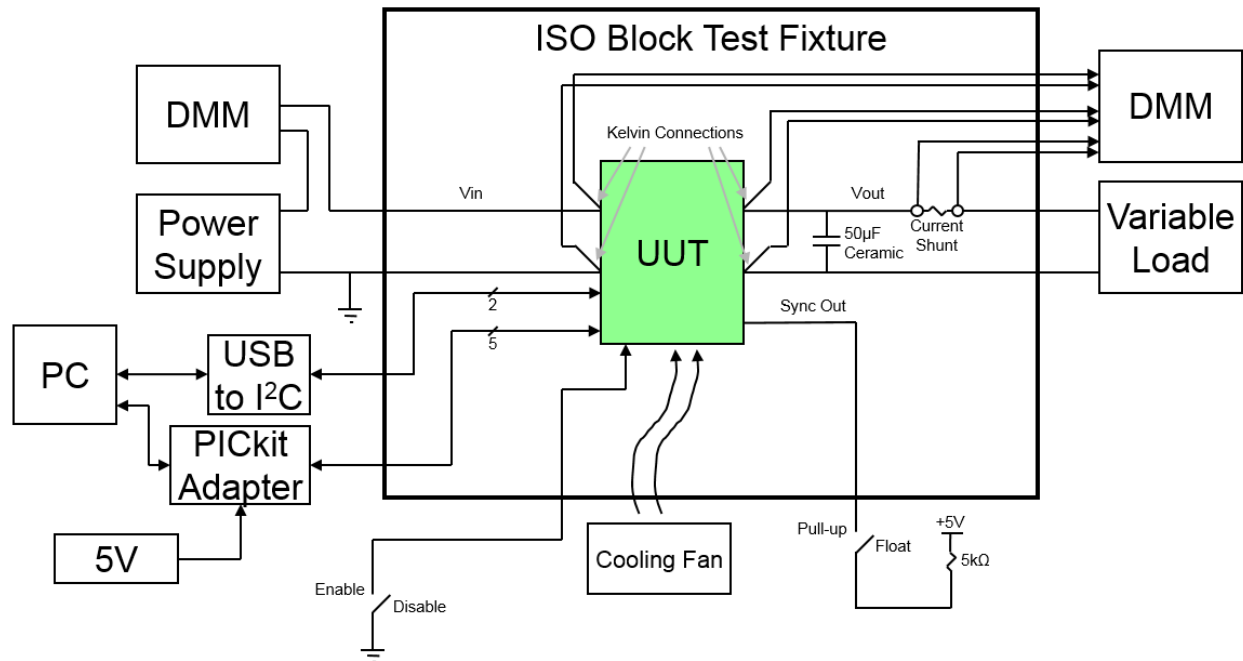 ISO Block Test Fixture
DMM
DMM
Kelvin Connections
Vin
Vout
Power
Supply
UUT
50µF
Ceramic
Current
Shunt
Variable
Load
2
Sync Out
5
PC
USB
to I²C
PICkit
Adapter
5V
Cooling Fan
Pull-up
Float
+5V
5kΩ
Enable
Disable